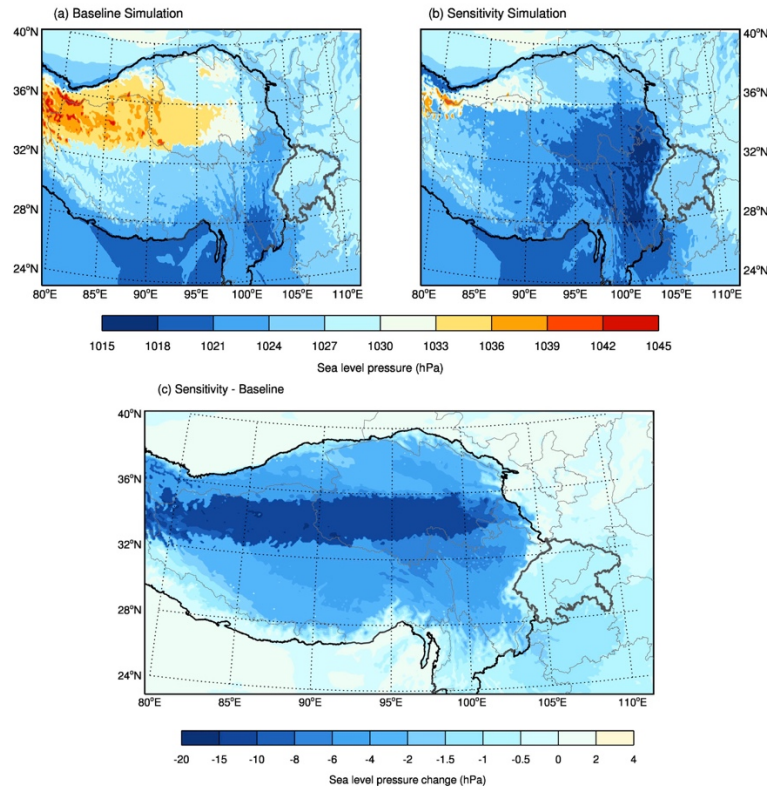 (a) Baseline Simulation
(b) Sensitivity Simulation
40°N
36°N
32°N
28°N
24°N
80°E 85°E 90°E 95°E 100°E 105°E 110°E
40°N
36°N
32°N
28°N
24°N
80°E 85°E 90°E 95°E 100°E 105°E 110°E
1015 1018 1021 1024 1027 1030 1033 1036 1039 1042 1045
Sea level pressure (hPa)
(c) Sensitivity - Baseline
40°N
36°N
32°N
28°N
24°N
80°E 85°E 90°E 95°E 100°E 105°E 110°E
-20 -15 -10 -8 -6 -4 -2 -1.5 -1 -0.5 0 2 4
Sea level pressure change (hPa)